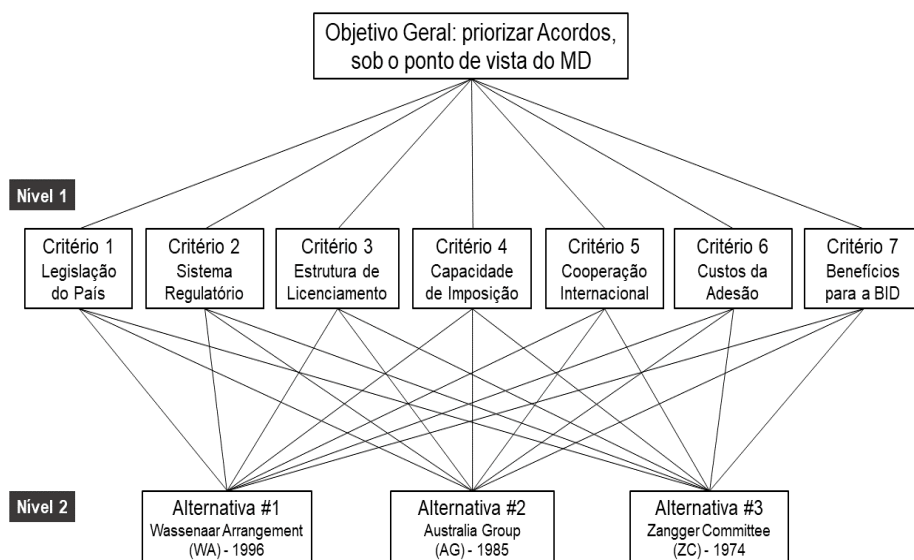 Objetivo Geral: priorizar Acordos,
sob o ponto de vista do MD
Nível 1
Critério 1
Legislação
do País
Critério 2
Sistema
Regulatório
Critério 3
Estrutura de
Licenciamento
Critério 4
Capacidade
de Imposição
Critério 5
Cooperação
Internacional
Critério 6
Custos da
Adesão
Critério 7
Benefícios
para a BID
Nível 2
Alternativa #1
Wassenaar Arrangement
(WA) - 1996
Alternativa #2
Australia Group
(AG) - 1985
Alternativa #3
Zangger Committee
(ZC) - 1974